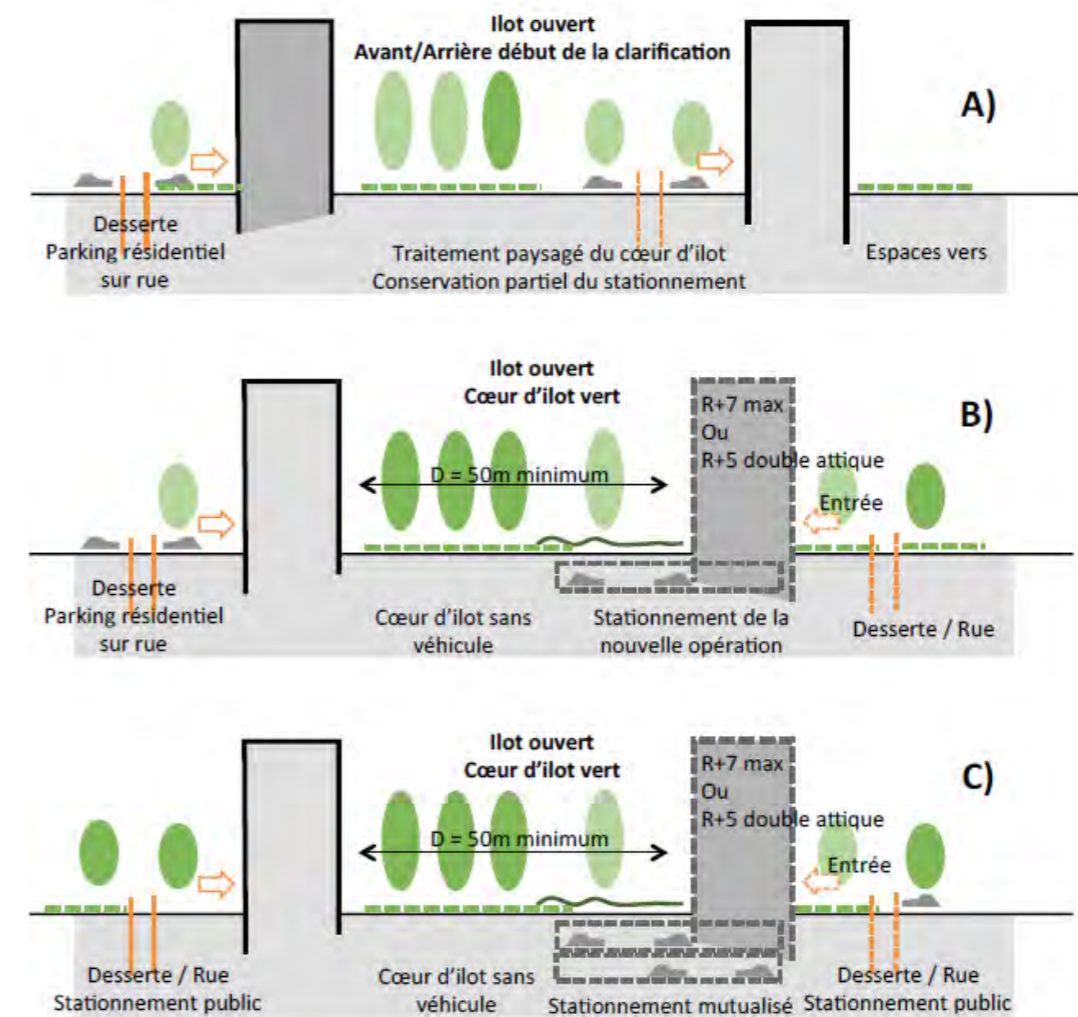 Ilot ouvert
Avant/Arrière début de la clarification
A)
Desserte
Parking résidentiel
sur rue
Traitement paysagé du cœur d'ilot
Conservation partiel du stationnement
Espaces vers
Ilot ouvert
Cœur d'ilot vert
B)
R+7 max
Ou
R+5 double attique
D = 50m minimum
Entrée
Desserte
Parking résidentiel
sur rue
Cœur d'ilot sans
véhicule
Stationnement de la
nouvelle opération
Desserte / Rue
Ilot ouvert
Cœur d'ilot vert
C)
R+7 max
Ou
R+5 double attique
D = 50m minimum
Entrée
Desserte / Rue
Stationnement public
Cœur d'ilot sans
véhicule
Stationnement mutualisé
Desserte / Rue
Stationnement public